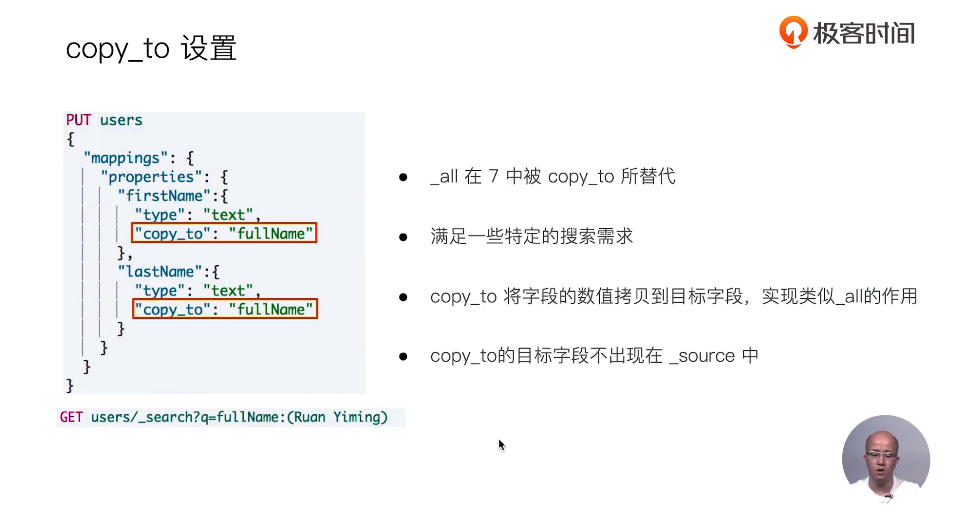 copy_to 设置
极客时间
PUT users
{
"mappings": {
"properties": {
"firstName":{
"type": "text",
"copy_to": "fullName"
},
"lastName":{
"type": "text",
"copy_to": "fullName"
}
}
}
}
GET users/_search?q=fullName:(Ruan Yiming)
● _all 在 7 中被 copy_to 所替代
● 满足一些特定的搜索需求
● copy_to 将字段的数值拷贝到目标字段，实现类似_all的作用
● copy_to的目标字段不出现在 _source 中